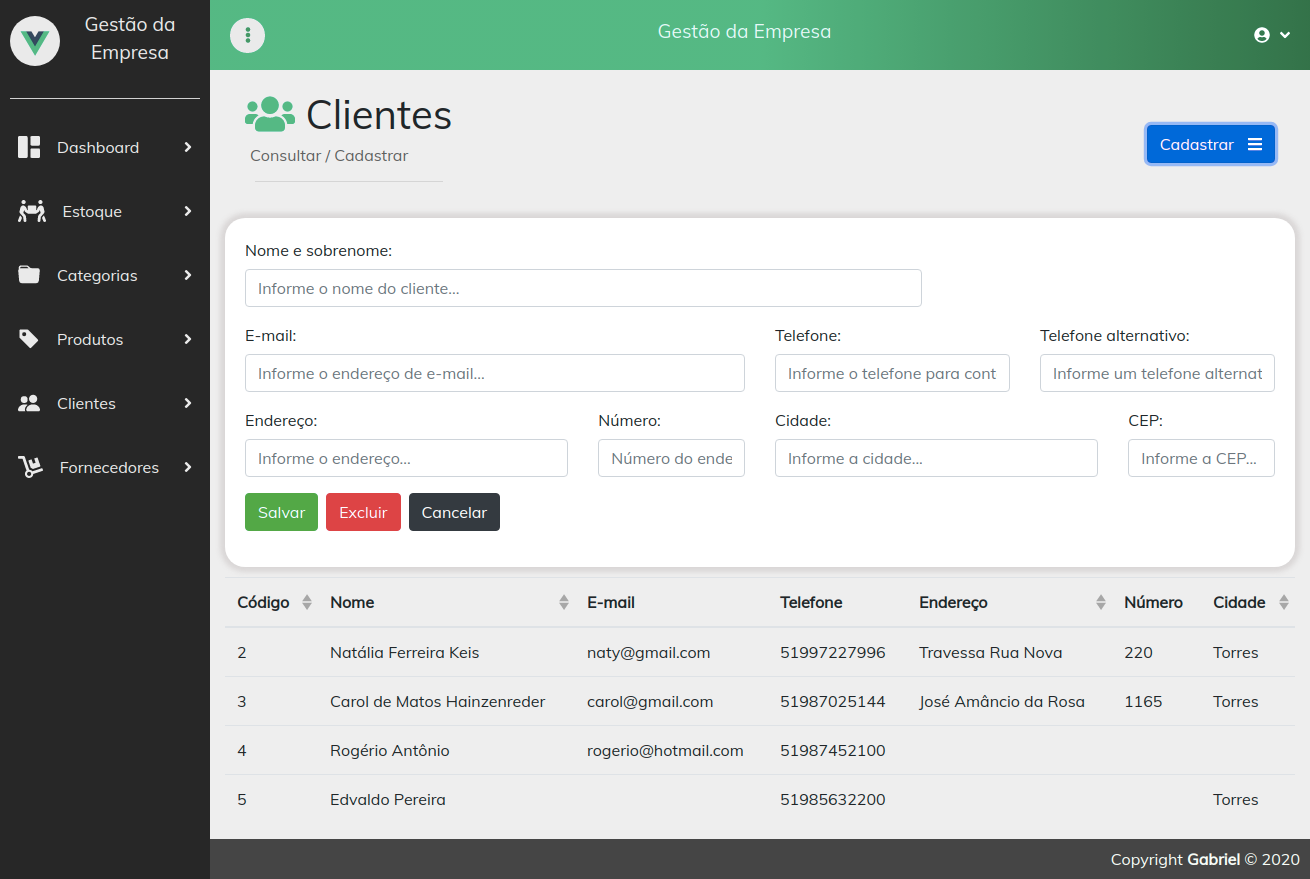 Gestão da
Empresa
Dashboard
Estoque
Categorias
Produtos
Clientes
Fornecedores
Gestão da Empresa
Clientes
Consultar / Cadastrar
Cadastrar
Nome e sobrenome:
Informe o nome do cliente...
E-mail: Telefone: Telefone alternativo:
Informe o endereço de e-mail... Informe o telefone para cont Informe um telefone alternat
Endereço: Número: Cidade: CEP:
Informe o endereço... Número do ende Informe a cidade... Informe a CEP...
Salvar Excluir Cancelar
Código Nome E-mail Telefone Endereço Número Cidade
2 Natália Ferreira Keis naty@gmail.com 51997227996 Travessa Rua Nova 220 Torres
3 Carol de Matos Hainzenreder carol@gmail.com 51987025144 José Amâncio da Rosa 1165 Torres
4 Rogério Antônio rogerio@hotmail.com 51987452100
5 Edvaldo Pereira 51985632200 Torres
Copyright Gabriel © 2020